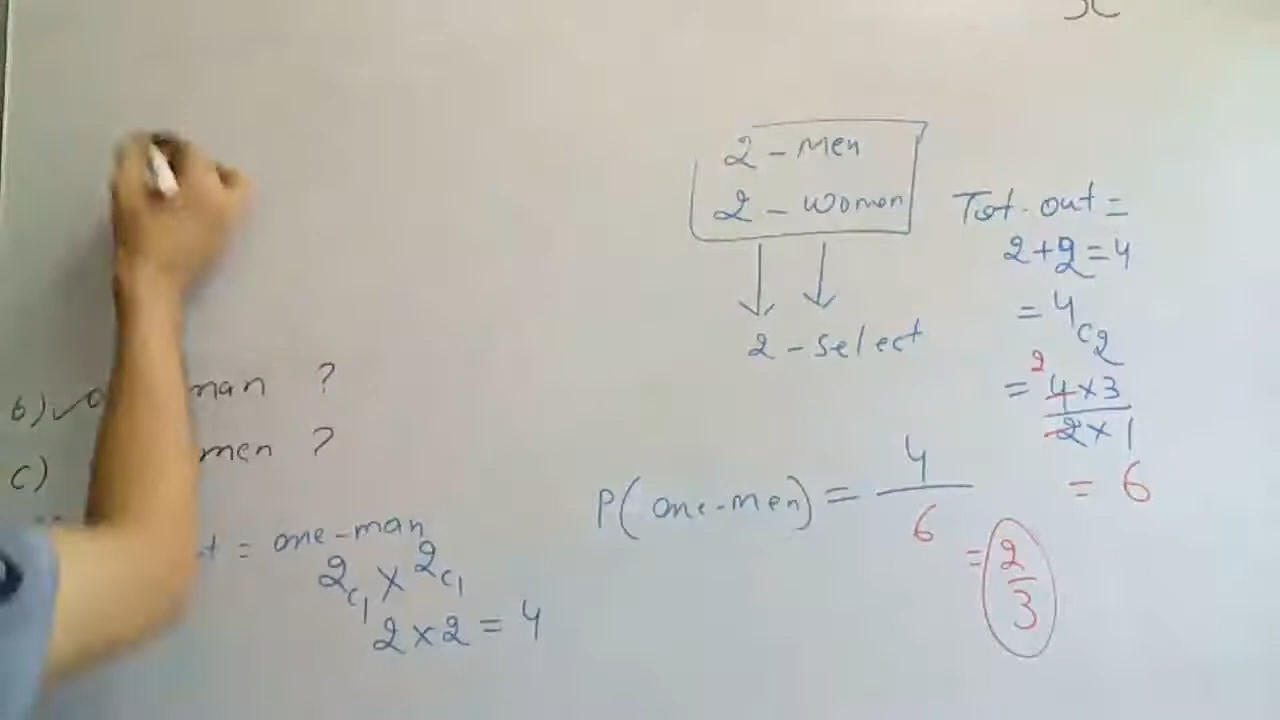 2 - Men
2 - women
2 - select
Tot. out =
2+2=4
= 4c2
2
= 4×3
2×1
= 6
b) ✓ man ?
c) men ?
= one-man
2c1 × 2c1
2×2 = 4
P(one-men) = 4
6
= 2
3